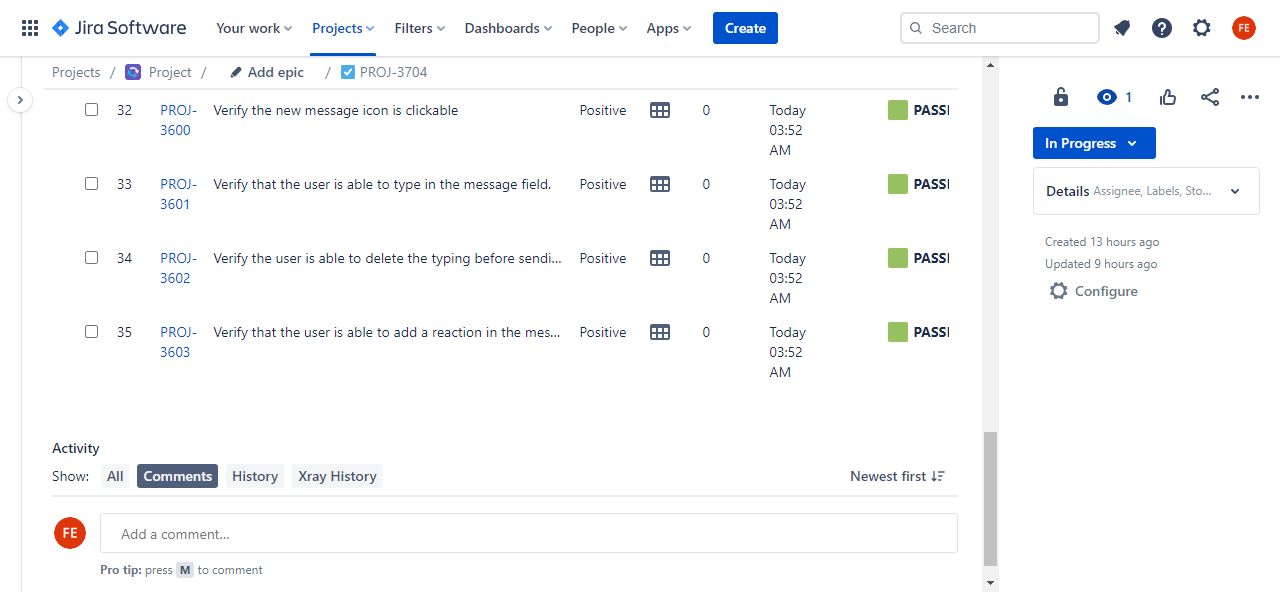 Jira Software Your work Projects Filters Dashboards People Apps Create Search FE
Projects / Project / Add epic / PROJ-3704
32 PROJ- Verify the new message icon is clickable Positive 0 Today PASS
3600 03:52
AM
33 PROJ- Verify that the user is able to type in the message field. Positive 0 Today PASS
3601 03:52
AM
34 PROJ- Verify the user is able to delete the typing before sendi... Positive 0 Today PASS
3602 03:52
AM
35 PROJ- Verify that the user is able to add a reaction in the mes... Positive 0 Today PASS
3603 03:52
AM
Activity
Show: All Comments History Xray History Newest first
FE Add a comment...
Pro tip: press M to comment
1
In Progress
Details Assignee, Labels, Sto...
Created 13 hours ago
Updated 9 hours ago
Configure